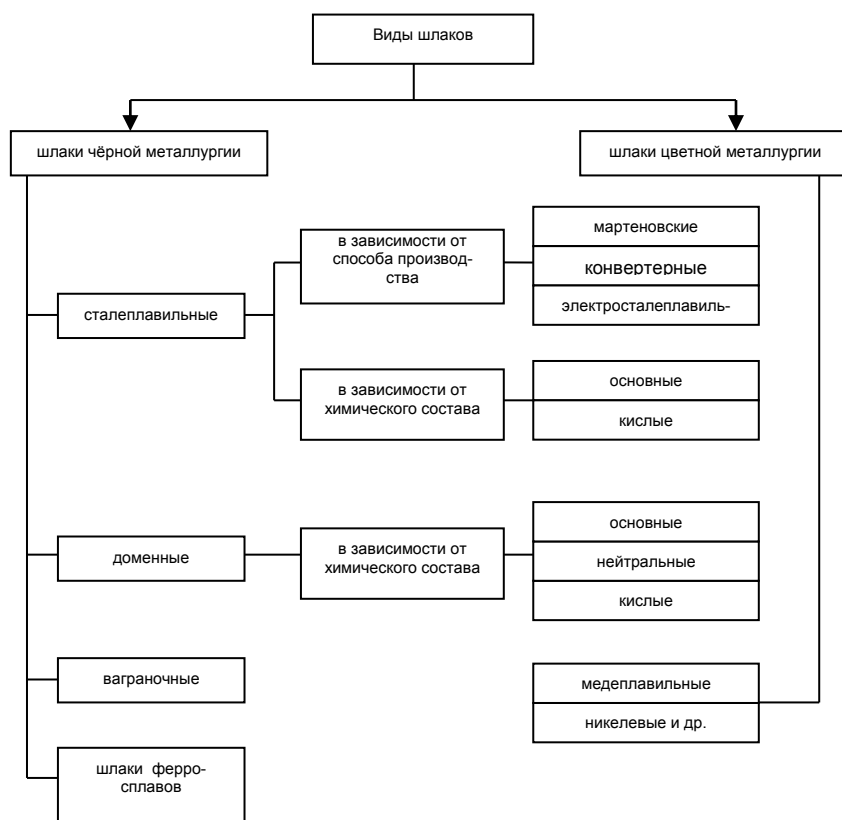 Виды шлаков
шлаки чёрной металлургии
шлаки цветной металлургии
сталеплавильные
в зависимости от
способа производ-
ства
мартеновские
конвертерные
электросталеплавиль-
в зависимости от
химического состава
основные
кислые
доменные
в зависимости от
химического состава
основные
нейтральные
кислые
ваграночные
медеплавильные
никелевые и др.
шлаки ферро-
сплавов